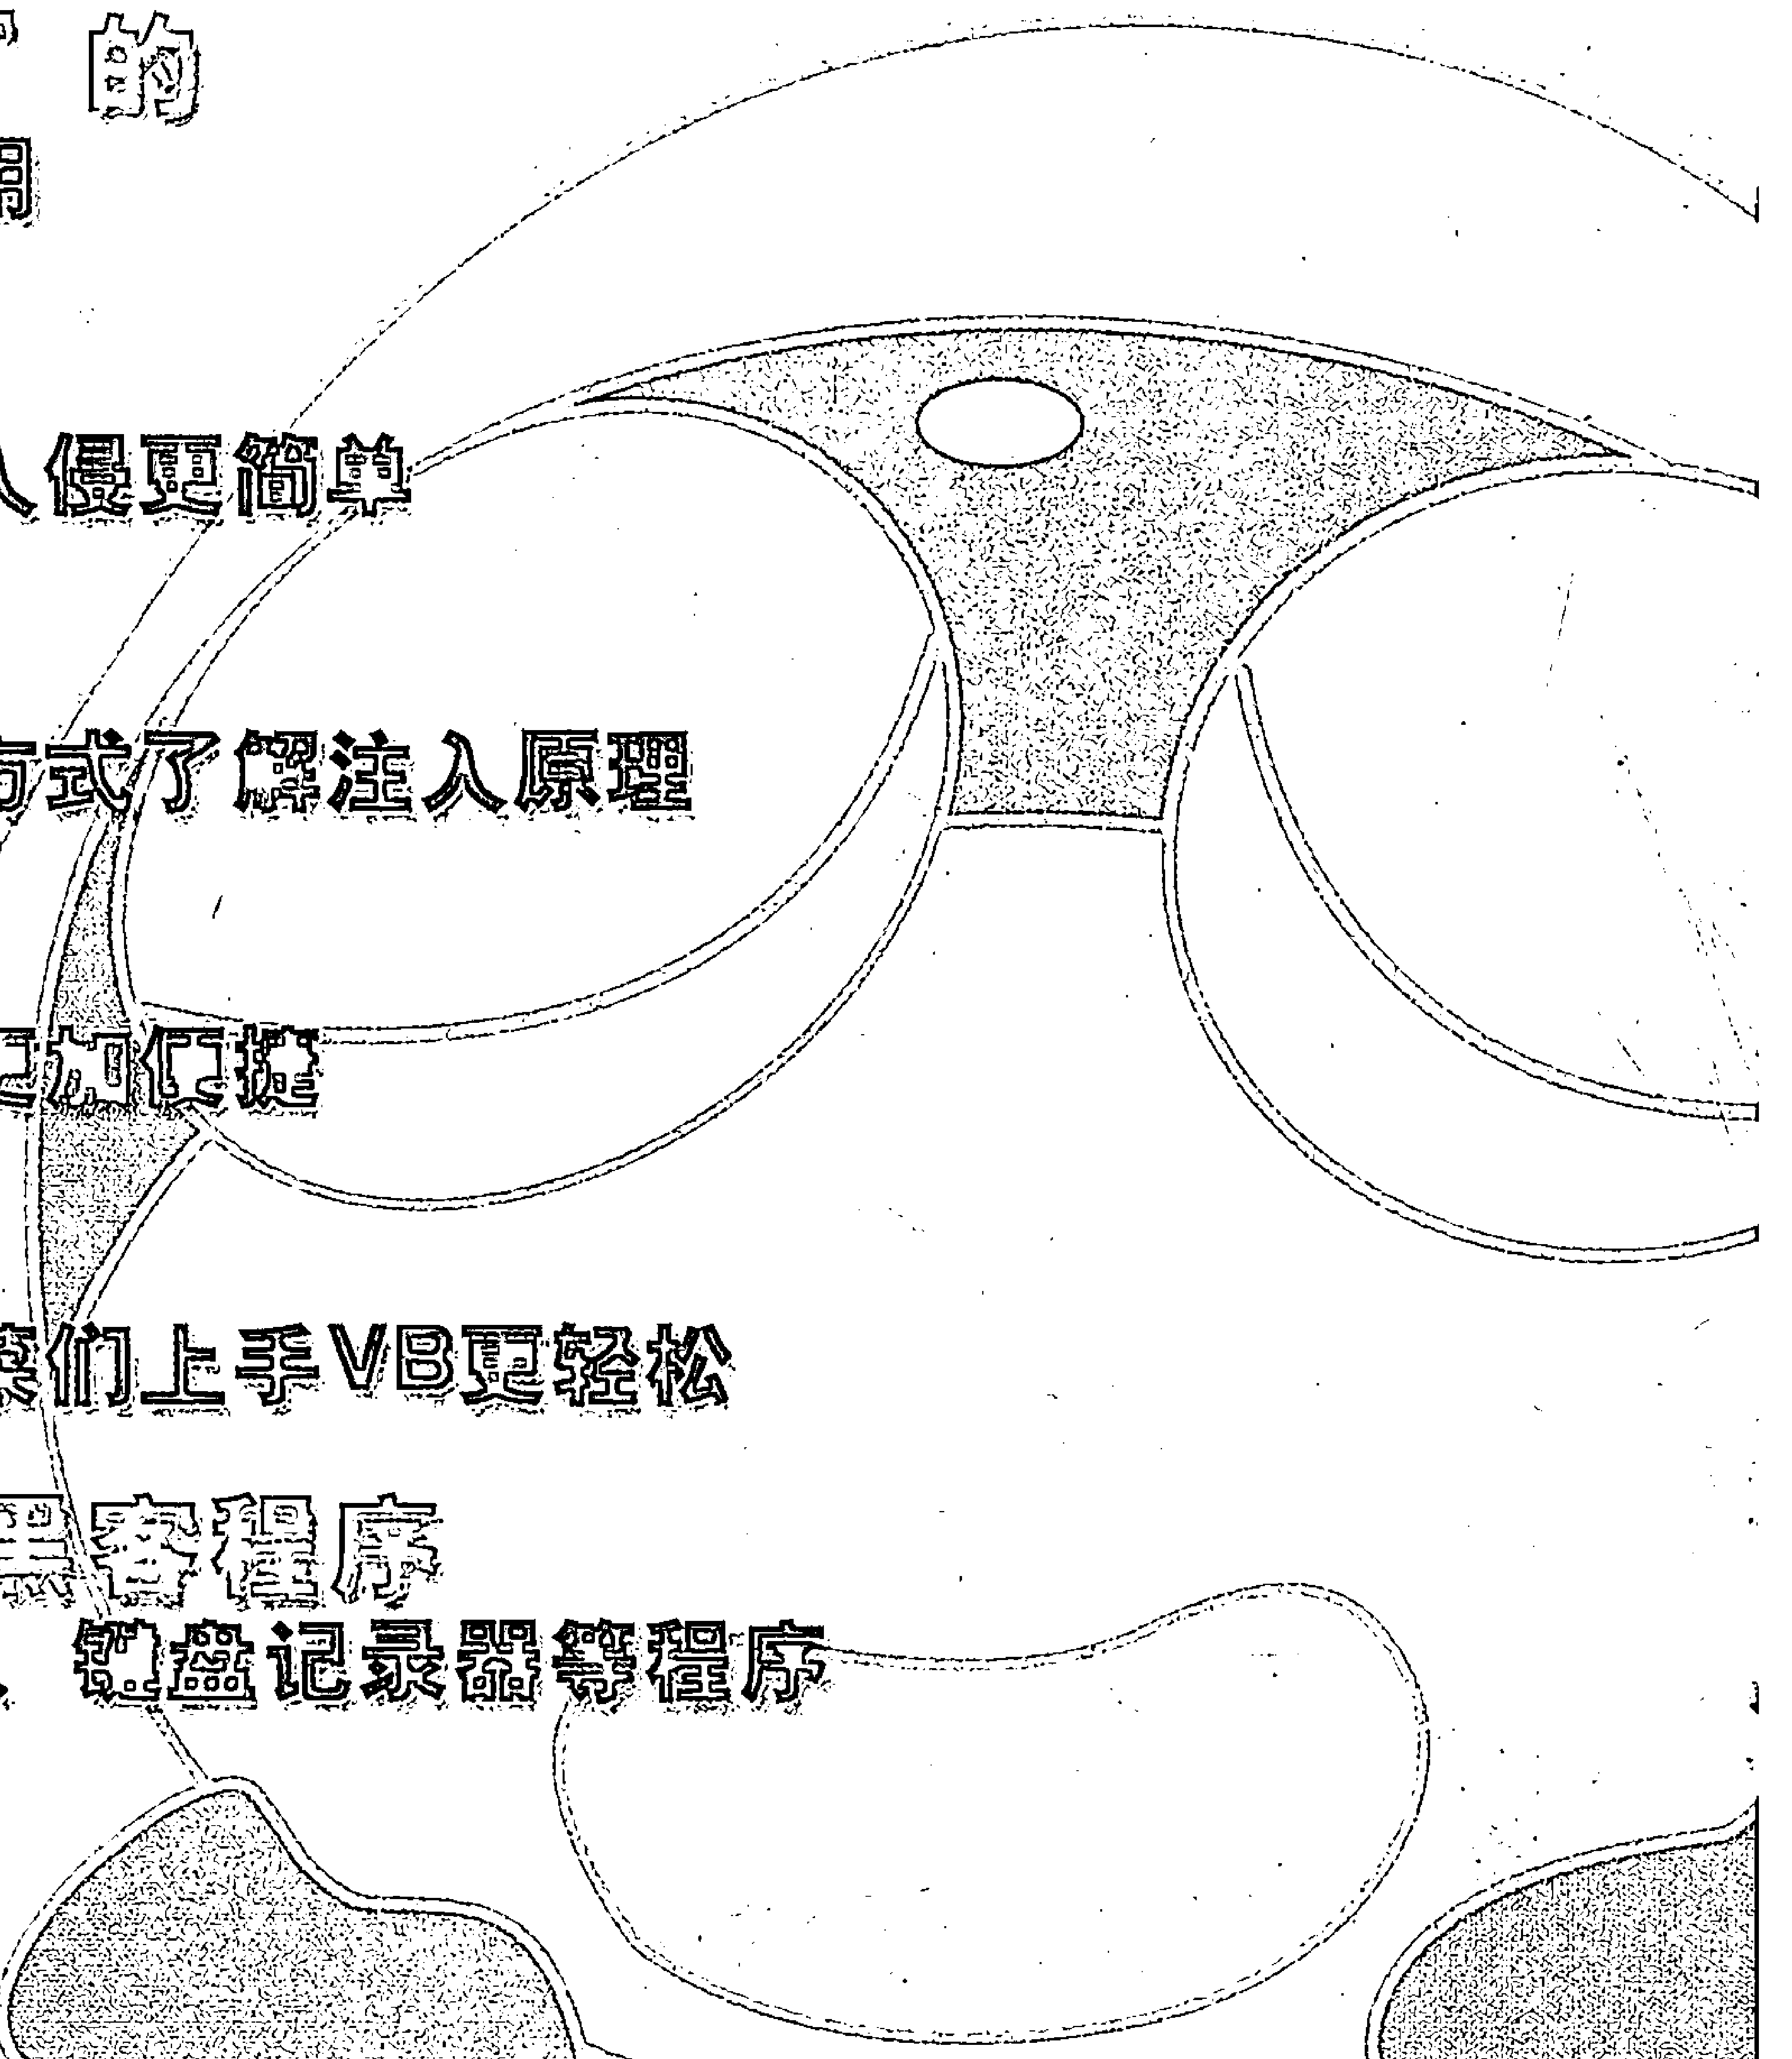 的
用
入侵更简单
方式了解注入原理
更加便捷
我们上手VB更轻松
黑客程序
、键盘记录器等程序